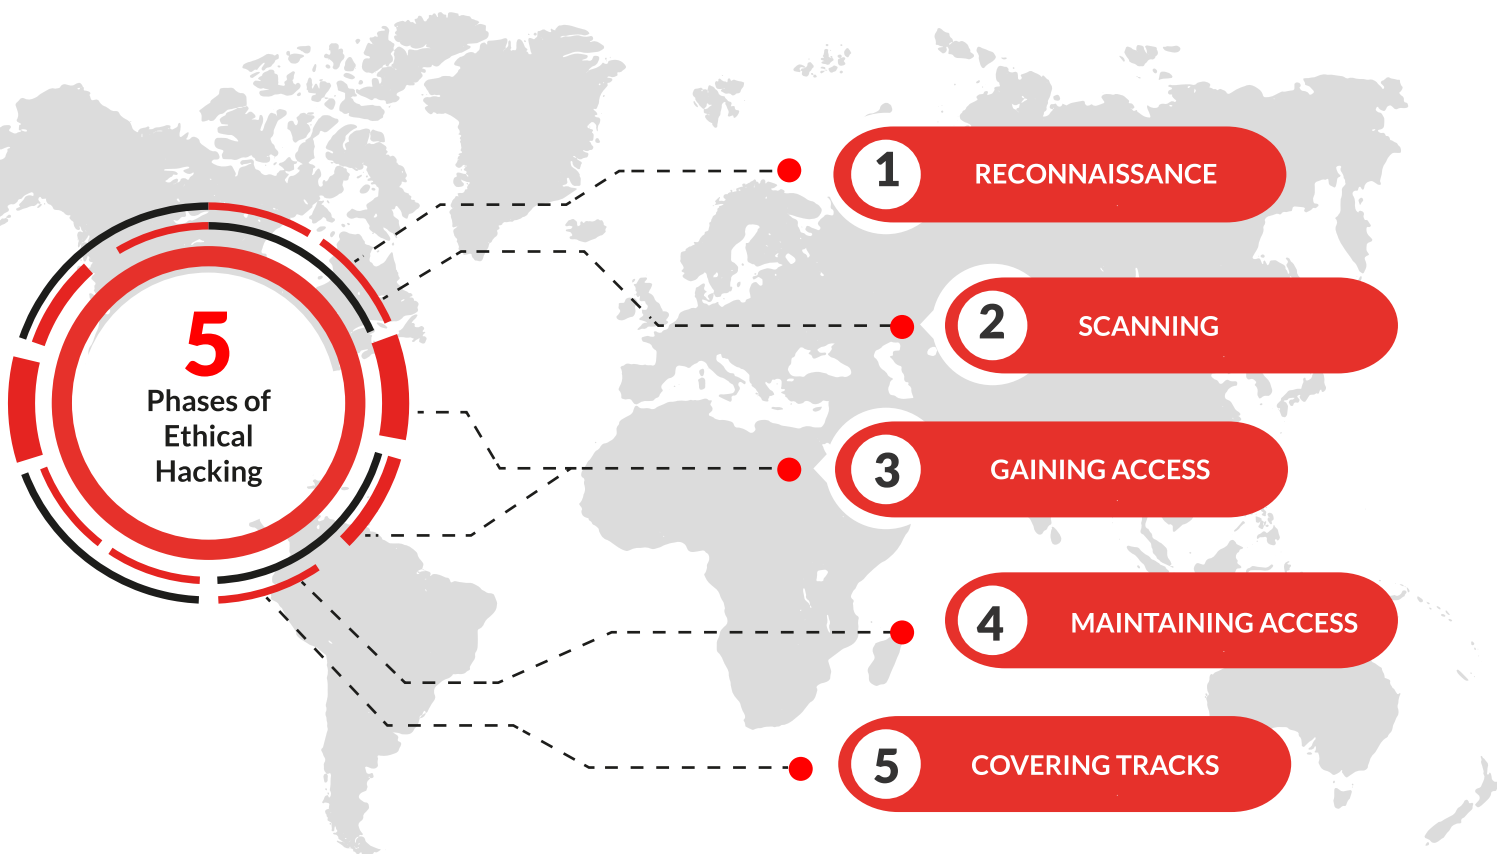 5
Phases of
Ethical
Hacking
1 RECONNAISSANCE
2 SCANNING
3 GAINING ACCESS
4 MAINTAINING ACCESS
5 COVERING TRACKS